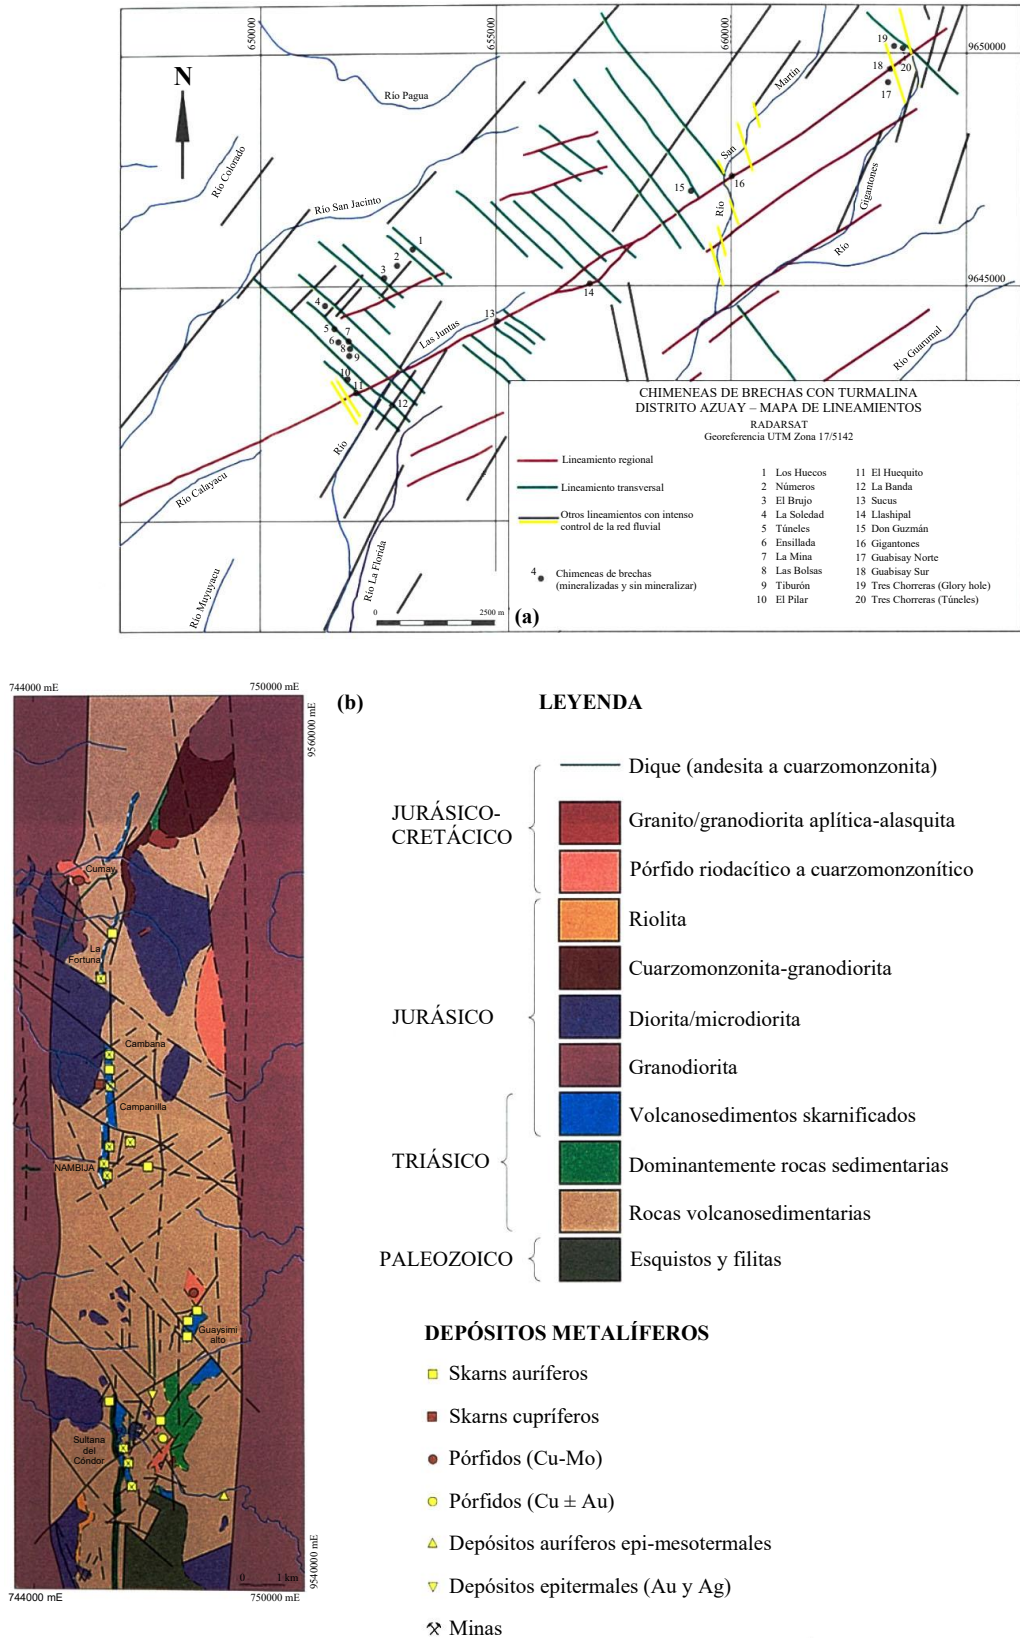 650000
655000
660000
9650000
9645000
N
Río Pagua
Río Colorado
Río San Jacinto
San
Martín
Río
Gigantones
Río
Río Guarumal
Las Juntas
Río
Río Calayacu
Río La Florida
Río Muyuyacu
1
2
3
4
5
6
7
8
9
10
11
12
13
14
15
16
17
18
19
20
CHIMENEAS DE BRECHAS CON TURMALINA
DISTRITO AZUAY – MAPA DE LINEAMIENTOS
RADARSAT
Georeferencia UTM Zona 17/5142
Lineamiento regional
Lineamiento transversal
Otros lineamientos con intenso
control de la red fluvial
4 Chimeneas de brechas
(mineralizadas y sin mineralizar)
1 Los Huecos
2 Números
3 El Brujo
4 La Soledad
5 Túneles
6 Ensillada
7 La Mina
8 Las Bolsas
9 Tiburón
10 El Pilar
11 El Huequito
12 La Banda
13 Sucus
14 Llashipal
15 Don Guzmán
16 Gigantones
17 Guabisay Norte
18 Guabisay Sur
19 Tres Chorreras (Glory hole)
20 Tres Chorreras (Túneles)
0 2500 m
(a)
744000 mE
750000 mE
9560000 mE
(b)
Cumay
La
Fortuna
Cambana
Campanilla
NAMBIJA
Guaysimi
alto
Sultana
del
Cóndor
0 1 km
9540000 mE
744000 mE
750000 mE
LEYENDA
JURÁSICO-
CRETÁCICO
Dique (andesita a cuarzomonzonita)
Granito/granodiorita aplítica-alasquita
Pórfido riodacítico a cuarzomonzonítico
JURÁSICO
Riolita
Cuarzomonzonita-granodiorita
Diorita/microdiorita
Granodiorita
TRIÁSICO
Volcanosedimentos skarnificados
Dominantemente rocas sedimentarias
Rocas volcanosedimentarias
PALEOZOICO
Esquistos y filitas
DEPÓSITOS METALÍFEROS
Skarns auríferos
Skarns cupríferos
Pórfidos (Cu-Mo)
Pórfidos (Cu ± Au)
Depósitos auríferos epi-mesotermales
Depósitos epitermales (Au y Ag)
Minas